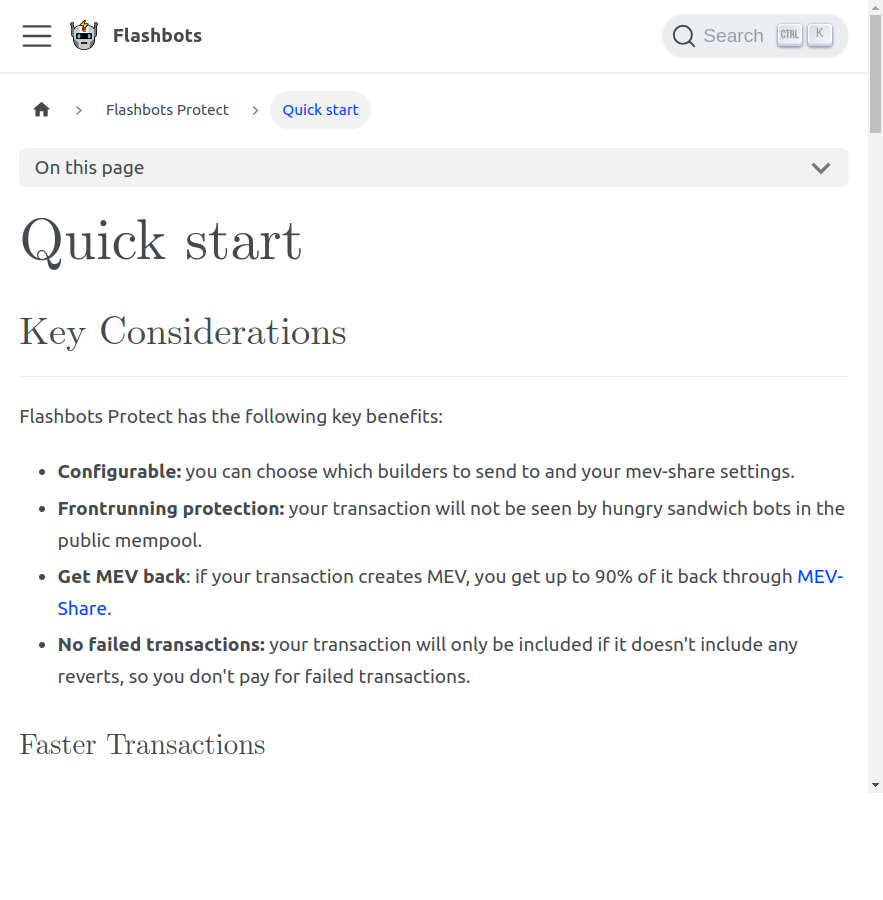 Flashbots
Search CTRL K
Flashbots Protect
Quick start
On this page
Quick start
Key Considerations
Flashbots Protect has the following key benefits:
Configurable: you can choose which builders to send to and your mev-share settings.
Frontrunning protection: your transaction will not be seen by hungry sandwich bots in the
public mempool.
Get MEV back: if your transaction creates MEV, you get up to 90% of it back through MEV-
Share.
No failed transactions: your transaction will only be included if it doesn't include any
reverts, so you don't pay for failed transactions.
Faster Transactions